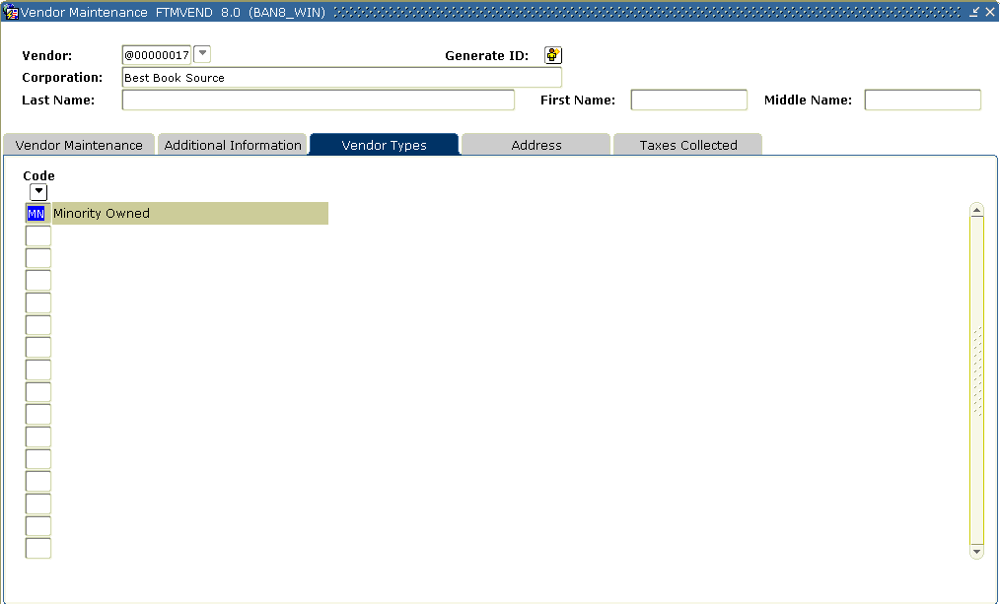 Vendor Maintenance FTMVEND 8.0 (BAN8_WIN)
Vendor: @00000017 Generate ID:
Corporation: Best Book Source
Last Name: First Name: Middle Name:
Vendor Maintenance Additional Information Vendor Types Address Taxes Collected
Code
MN Minority Owned